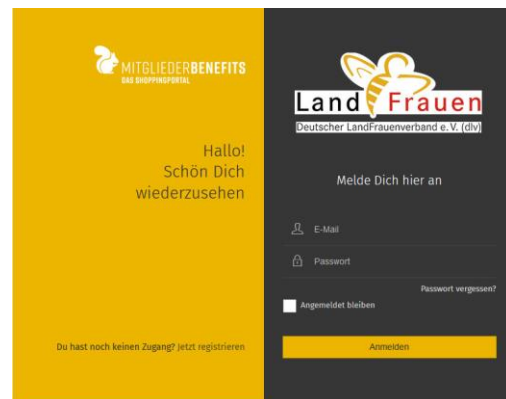 MITGLIEDERBENEFITS
DAS SHOPPINGPORTAL
Hallo!
Schön Dich
wiederzusehen
Du hast noch keinen Zugang? Jetzt registrieren
Land Frauen
Deutscher LandFrauenverband e. V. (dlv)
Melde Dich hier an
E-Mail
Passwort
Passwort vergessen?
Angemeldet bleiben
Anmelden